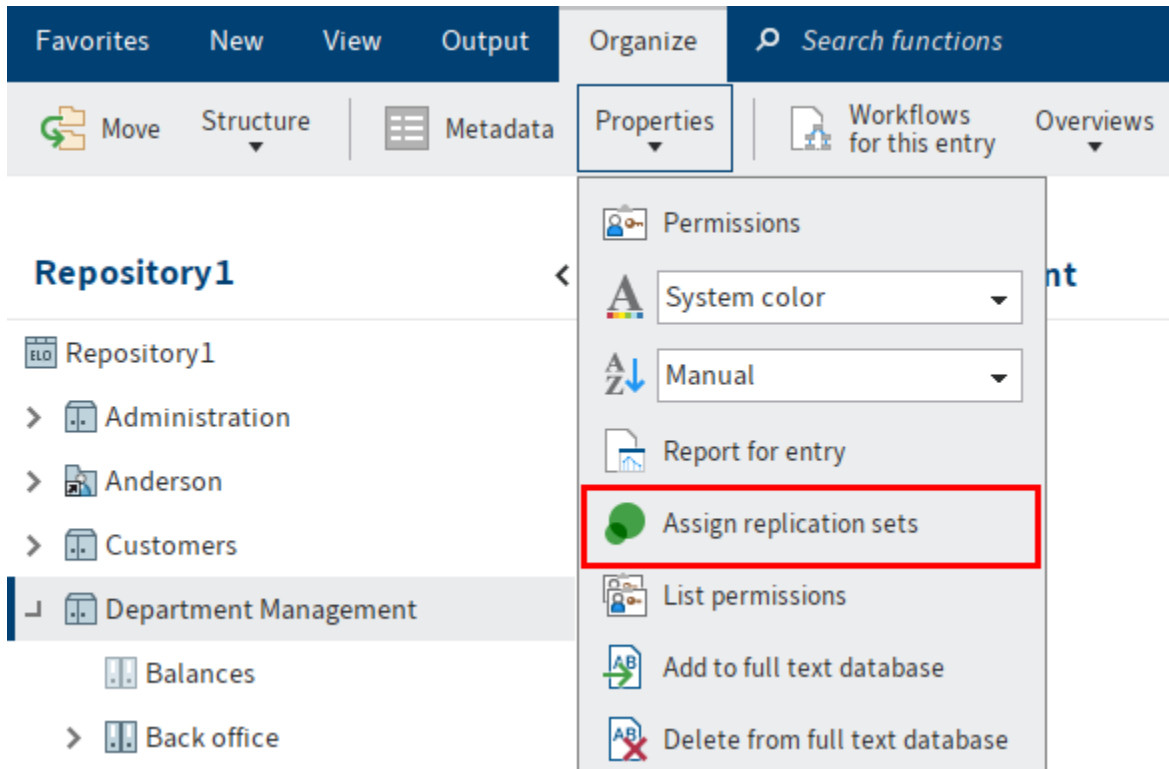 Favorites New View Output Organize Search functions
Move Structure Metadata Properties Workflows for this entry Overviews
Permissions
Repository1
nt
System color
ELO Repository1
Manual
Administration
Report for entry
Anderson
Assign replication sets
Customers
List permissions
Department Management
Add to full text database
Balances
Delete from full text database
Back office